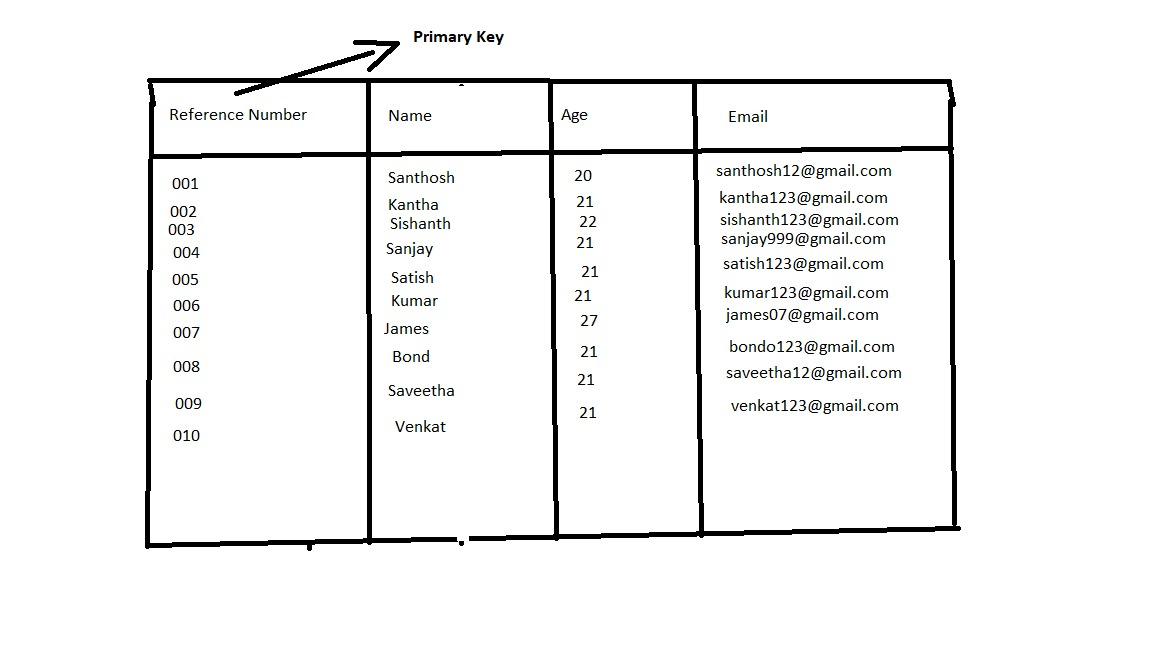 Primary Key
Reference Number Name Age Email
001 Santhosh 20 santhosh12@gmail.com
002 Kantha 21 kantha123@gmail.com
003 Sishanth 22 sishanth123@gmail.com
004 Sanjay 21 sanjay999@gmail.com
005 Satish 21 satish123@gmail.com
006 Kumar 21 kumar123@gmail.com
007 James 27 james07@gmail.com
008 Bond 21 bondo123@gmail.com
009 Saveetha 21 saveetha12@gmail.com
010 Venkat 21 venkat123@gmail.com